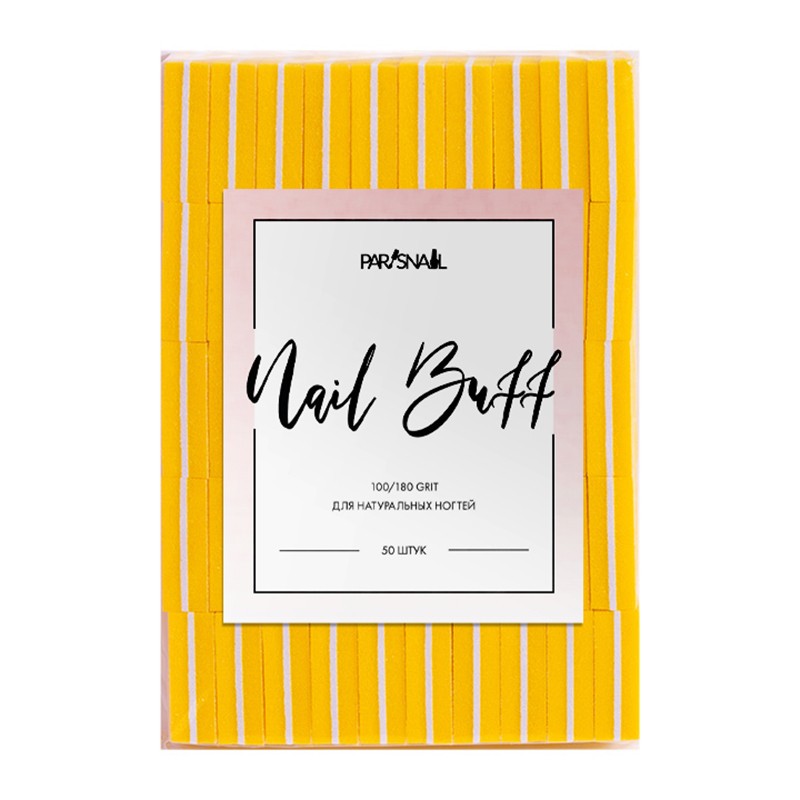 PARISNAIL
Nail Buff
100/180 GRIT
ДЛЯ НАТУРАЛЬНЫХ НОГТЕЙ
50 ШТУК